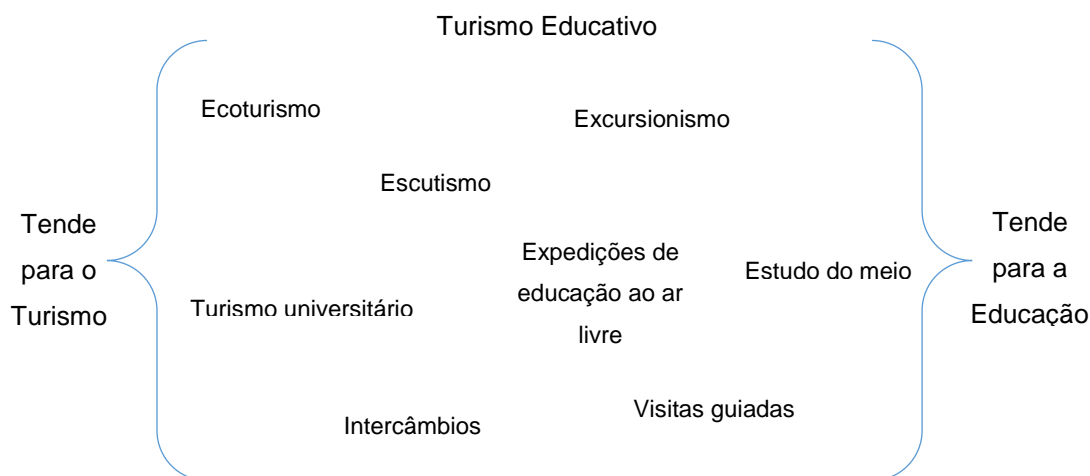 Turismo Educativo
Ecoturismo
Excursionismo
Escutismo
Tende
para o
Turismo
Turismo universitário
Expedições de
educação ao ar
livre
Estudo do meio
Tende
para a
Educação
Intercâmbios
Visitas guiadas